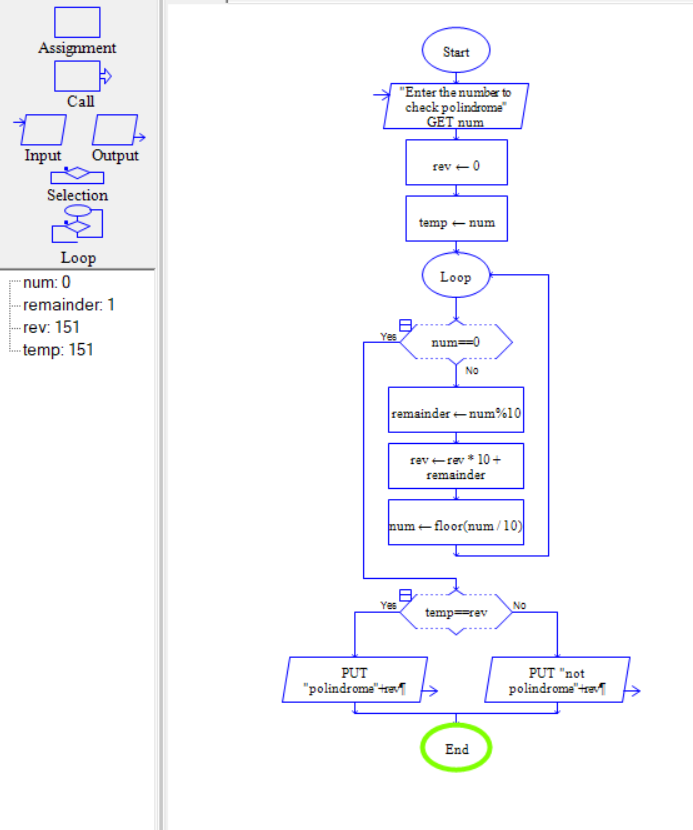 Assignment
Call
Input
Output
Selection
Loop
num: 0
remainder: 1
rev: 151
temp: 151
Start
"Enter the number to
check polindrome"
GET num
rev ← 0
temp ← num
Loop
Yes
num==0
No
remainder ← num%10
rev ← rev * 10 +
remainder
num ← floor(num / 10)
Yes
temp==rev
No
PUT
"polindrome"+rev¶
PUT "not
polindrome"+rev¶
End